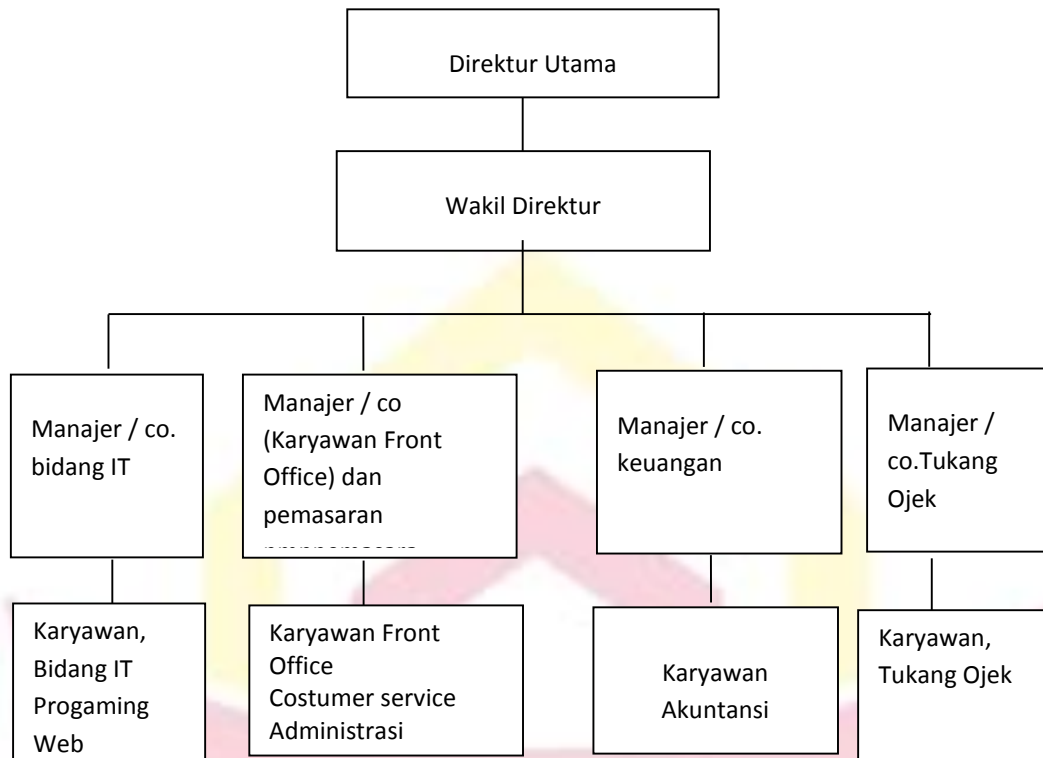 Direktur Utama
Wakil Direktur
Manajer / co.
bidang IT
Manajer / co
(Karyawan Front
Office) dan
pemasaran
Manajer / co.
keuangan
Manajer /
co.Tukang
Ojek
Karyawan,
Bidang IT
Progaming
Web
Karyawan Front
Office
Costumer service
Administrasi
Karyawan
Akuntansi
Karyawan,
Tukang Ojek